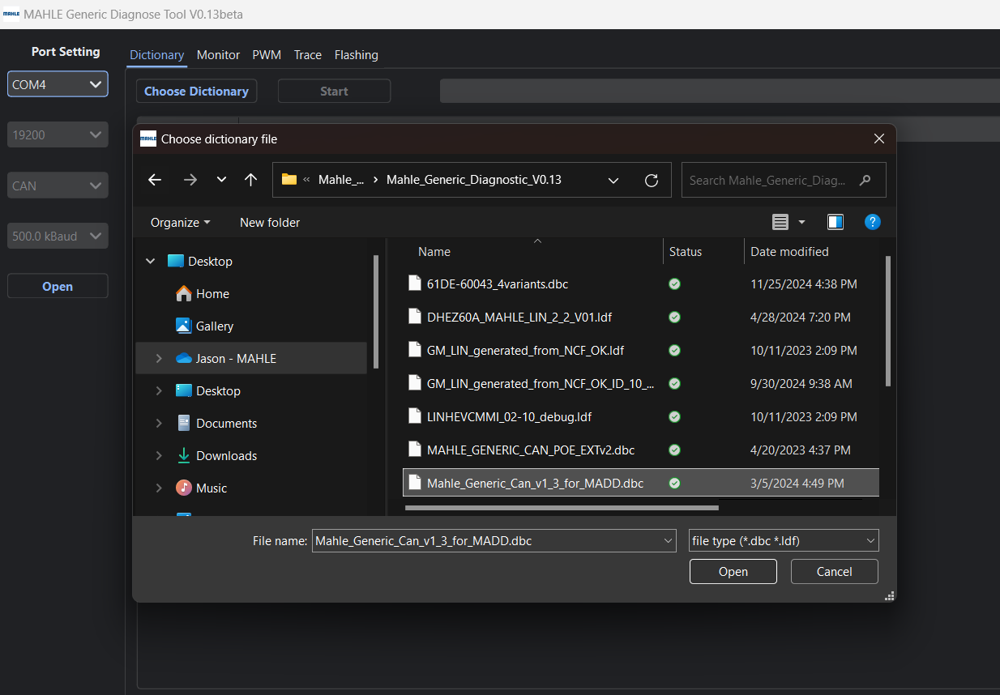 MAHLE MAHLE Generic Diagnose Tool V0.13beta
Port Setting
Dictionary Monitor PWM Trace Flashing
COM4
Choose Dictionary Start
19200
CAN
500.0 kBaud
Open
MAHLE Choose dictionary file
« Mahle_... › Mahle_Generic_Diagnostic_V0.13
Search Mahle_Generic_Diag...
Organize New folder
?
Desktop
Home
Gallery
Jason - MAHLE
Desktop
Documents
Downloads
Music
Name Status Date modified
61DE-60043_4variants.dbc 11/25/2024 4:38 PM
DHEZ60A_MAHLE_LIN_2_2_V01.ldf 4/28/2024 7:20 PM
GM_LIN_generated_from_NCF_OK.ldf 10/11/2023 2:09 PM
GM_LIN_generated_from_NCF_OK_ID_10_... 9/30/2024 9:38 AM
LINHEVCMMI_02-10_debug.ldf 10/11/2023 2:09 PM
MAHLE_GENERIC_CAN_POE_EXTv2.dbc 4/20/2023 4:37 PM
Mahle_Generic_Can_v1_3_for_MADD.dbc 3/5/2024 4:49 PM
File name: Mahle_Generic_Can_v1_3_for_MADD.dbc file type (*.dbc *.ldf)
Open Cancel